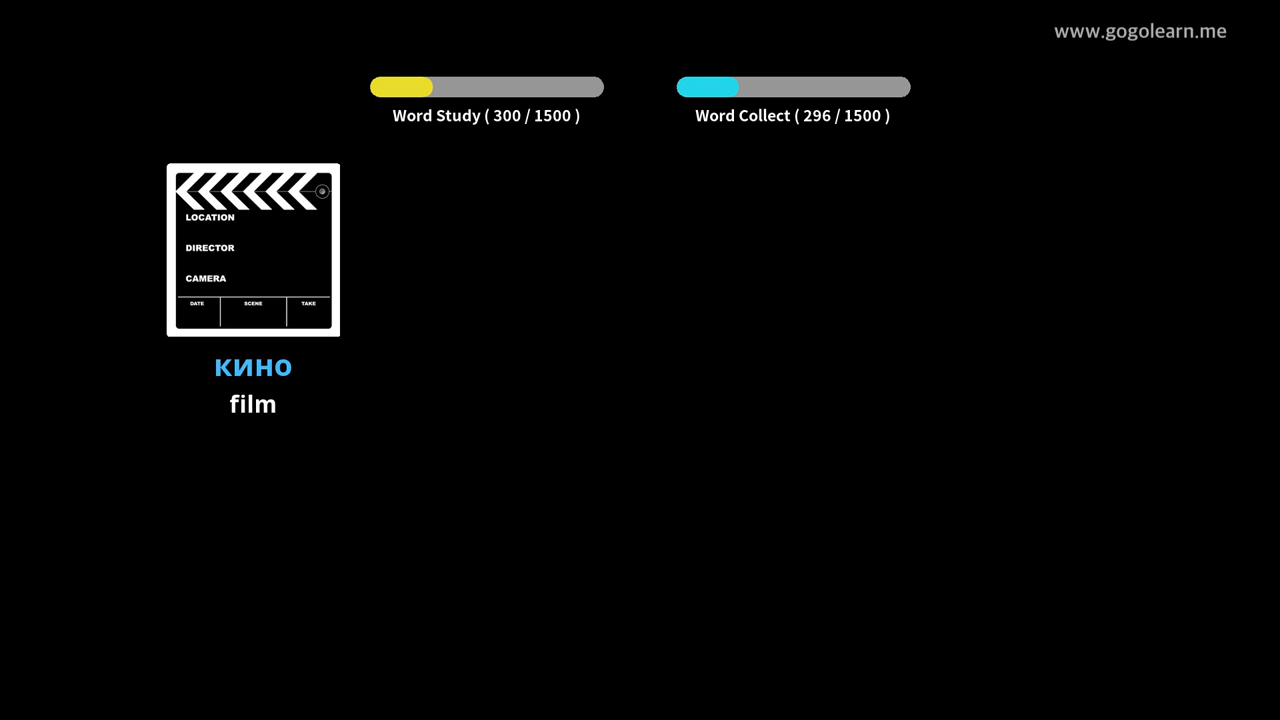 www.gogolearn.me
Word Study ( 300 / 1500 )
Word Collect ( 296 / 1500 )
LOCATION
DIRECTOR
CAMERA
DATE
SCENE
TAKE
кино
film